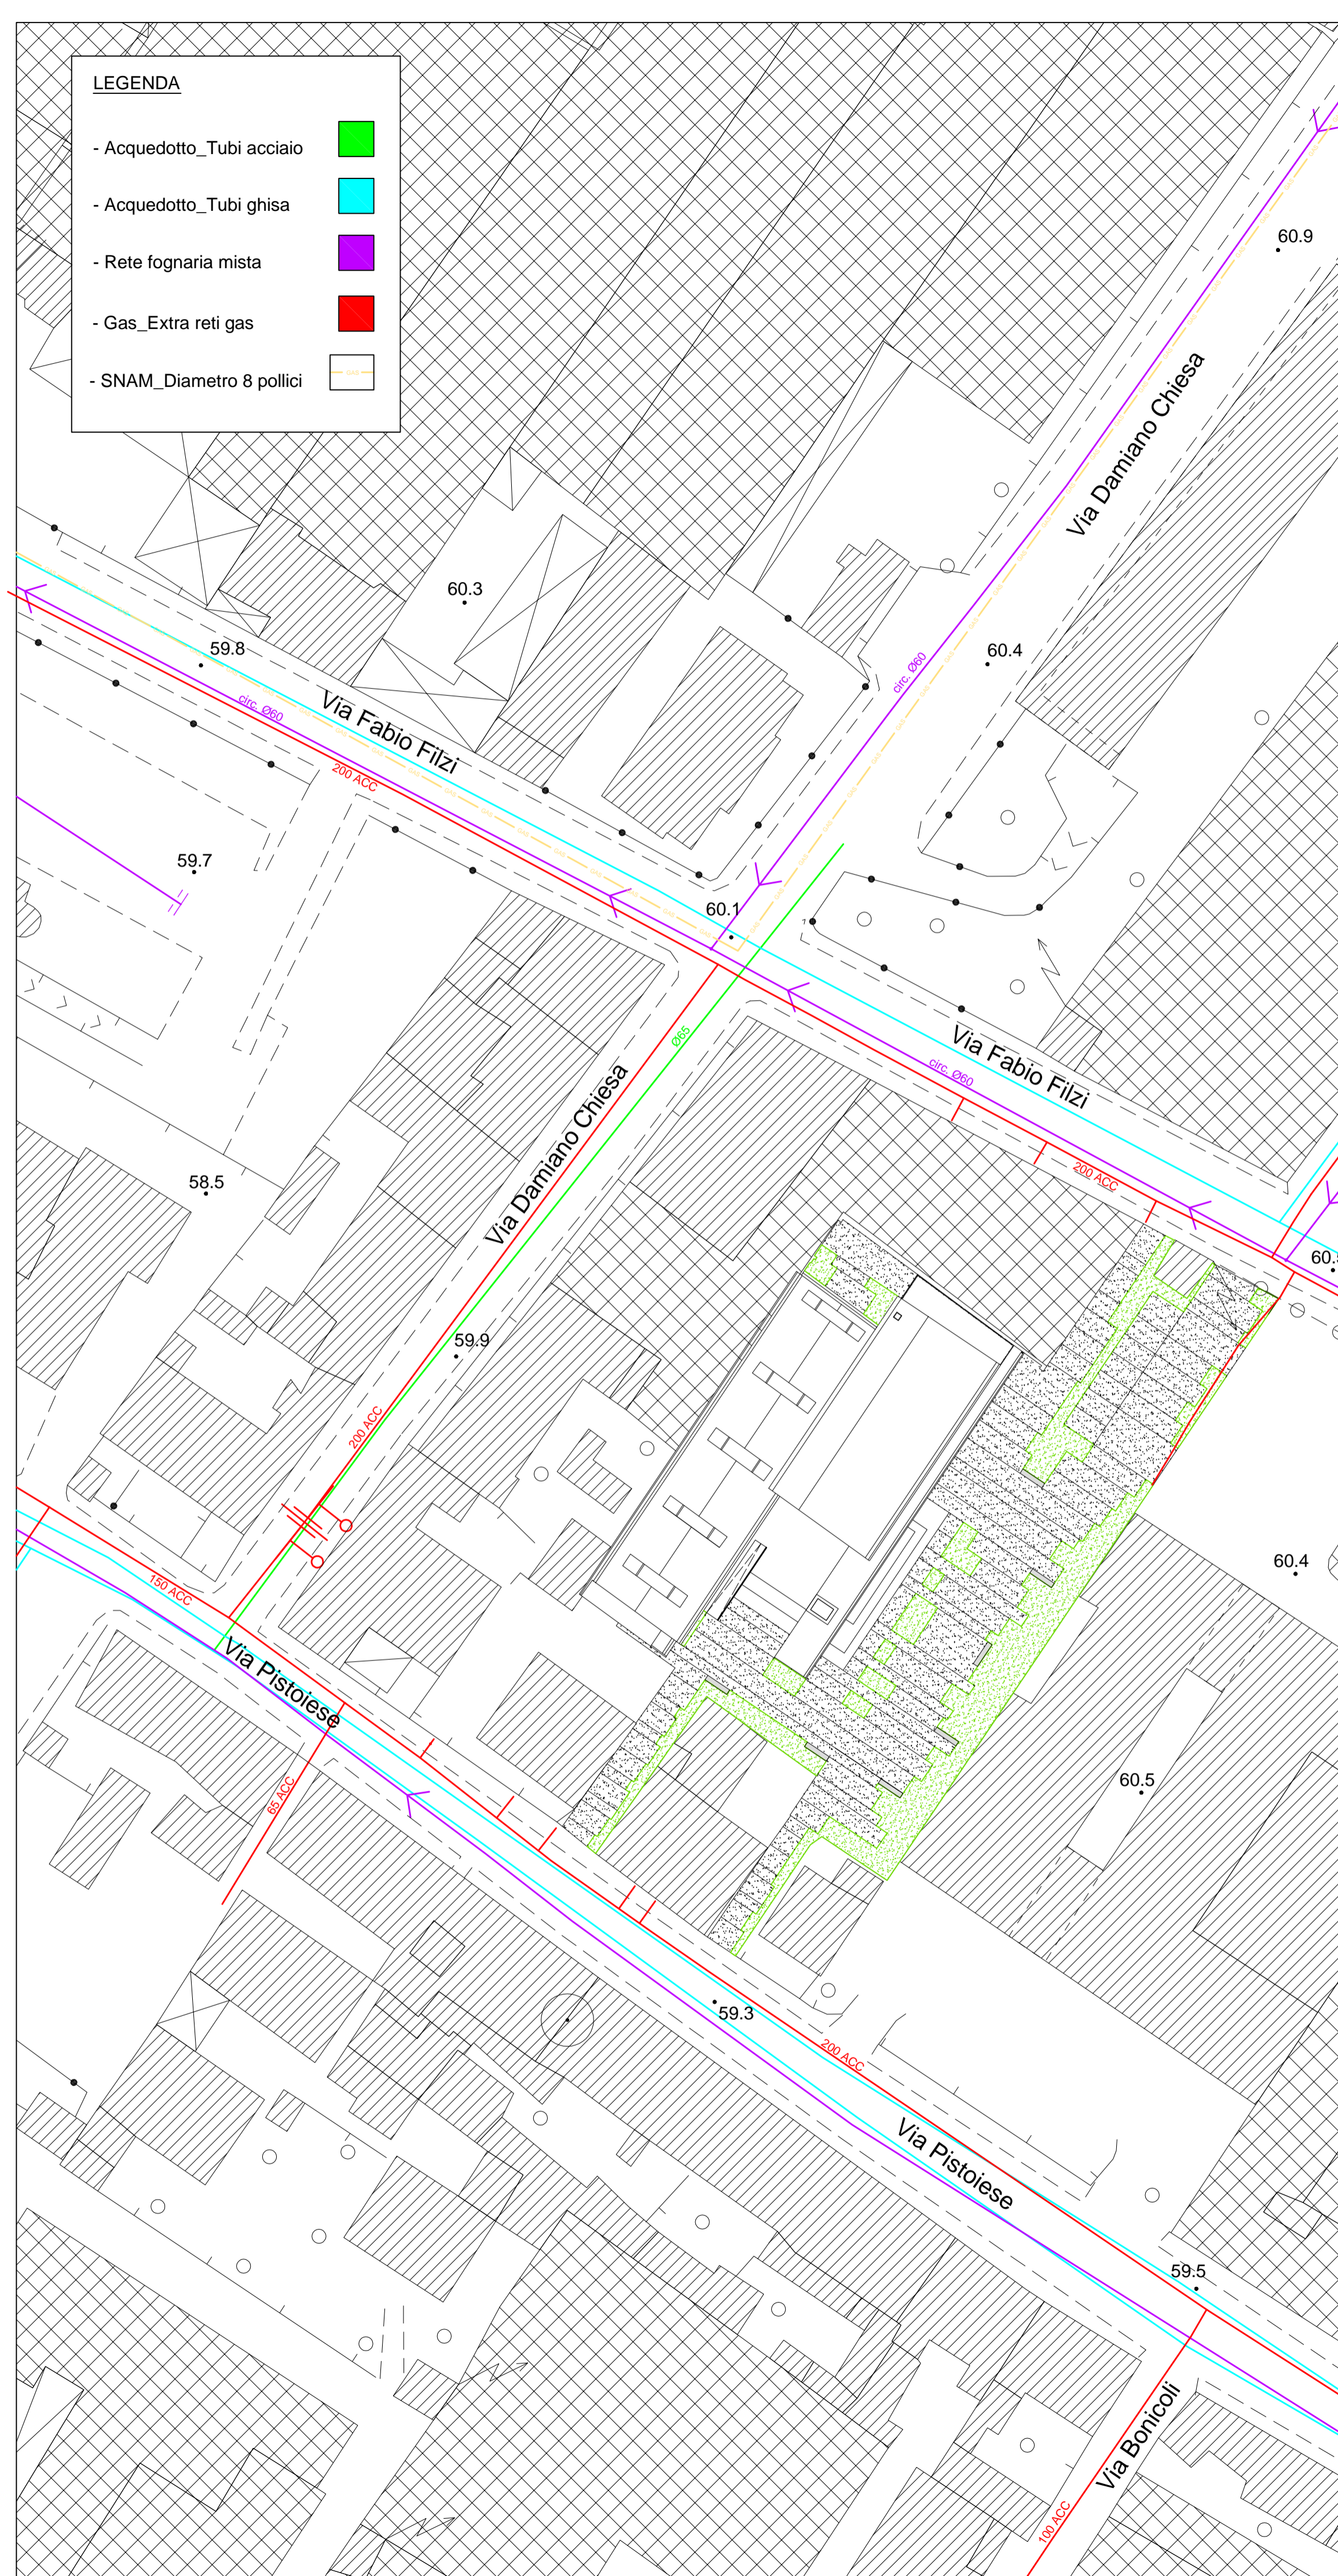 LEGENDA
- Acquedotto_Tubi acciaio
- Acquedotto_Tubi ghisa
- Rete fognaria mista
- Gas_Extra reti gas
- SNAM_Diametro 8 pollici
GAS
60.9
Via Damiano Chiesa
60.3
59.8
circ. Ø60
Via Fabio Filzi
200 ACC
circ. Ø60
60.4
59.7
60.1
Ø65
Via Fabio Filzi
circ. Ø60
Via Damiano Chiesa
200 ACC
58.5
59.9
200 ACC
60.4
150 ACC
Via Pistoiese
65 ACC
60.5
59.3
200 ACC
Via Pistoiese
59.5
Via Bonicoli
100 ACC